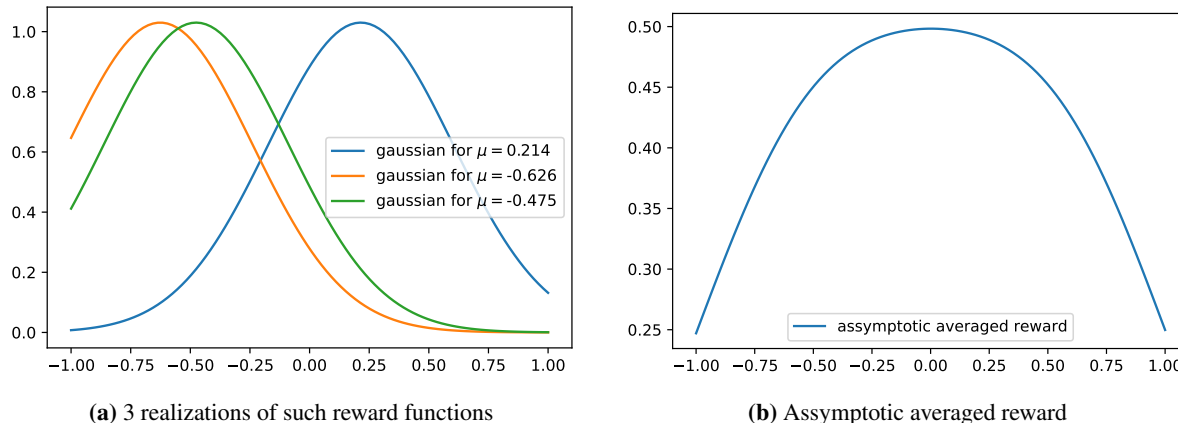 1.0
0.8
0.6
0.4
0.2
0.0
gaussian for μ = 0.214
gaussian for μ = -0.626
gaussian for μ = -0.475
−1.00 −0.75 −0.50 −0.25 0.00 0.25 0.50 0.75 1.00
(a) 3 realizations of such reward functions
0.50
0.45
0.40
0.35
0.30
0.25
assymptotic averaged reward
−1.00 −0.75 −0.50 −0.25 0.00 0.25 0.50 0.75 1.00
(b) Assymptotic averaged reward